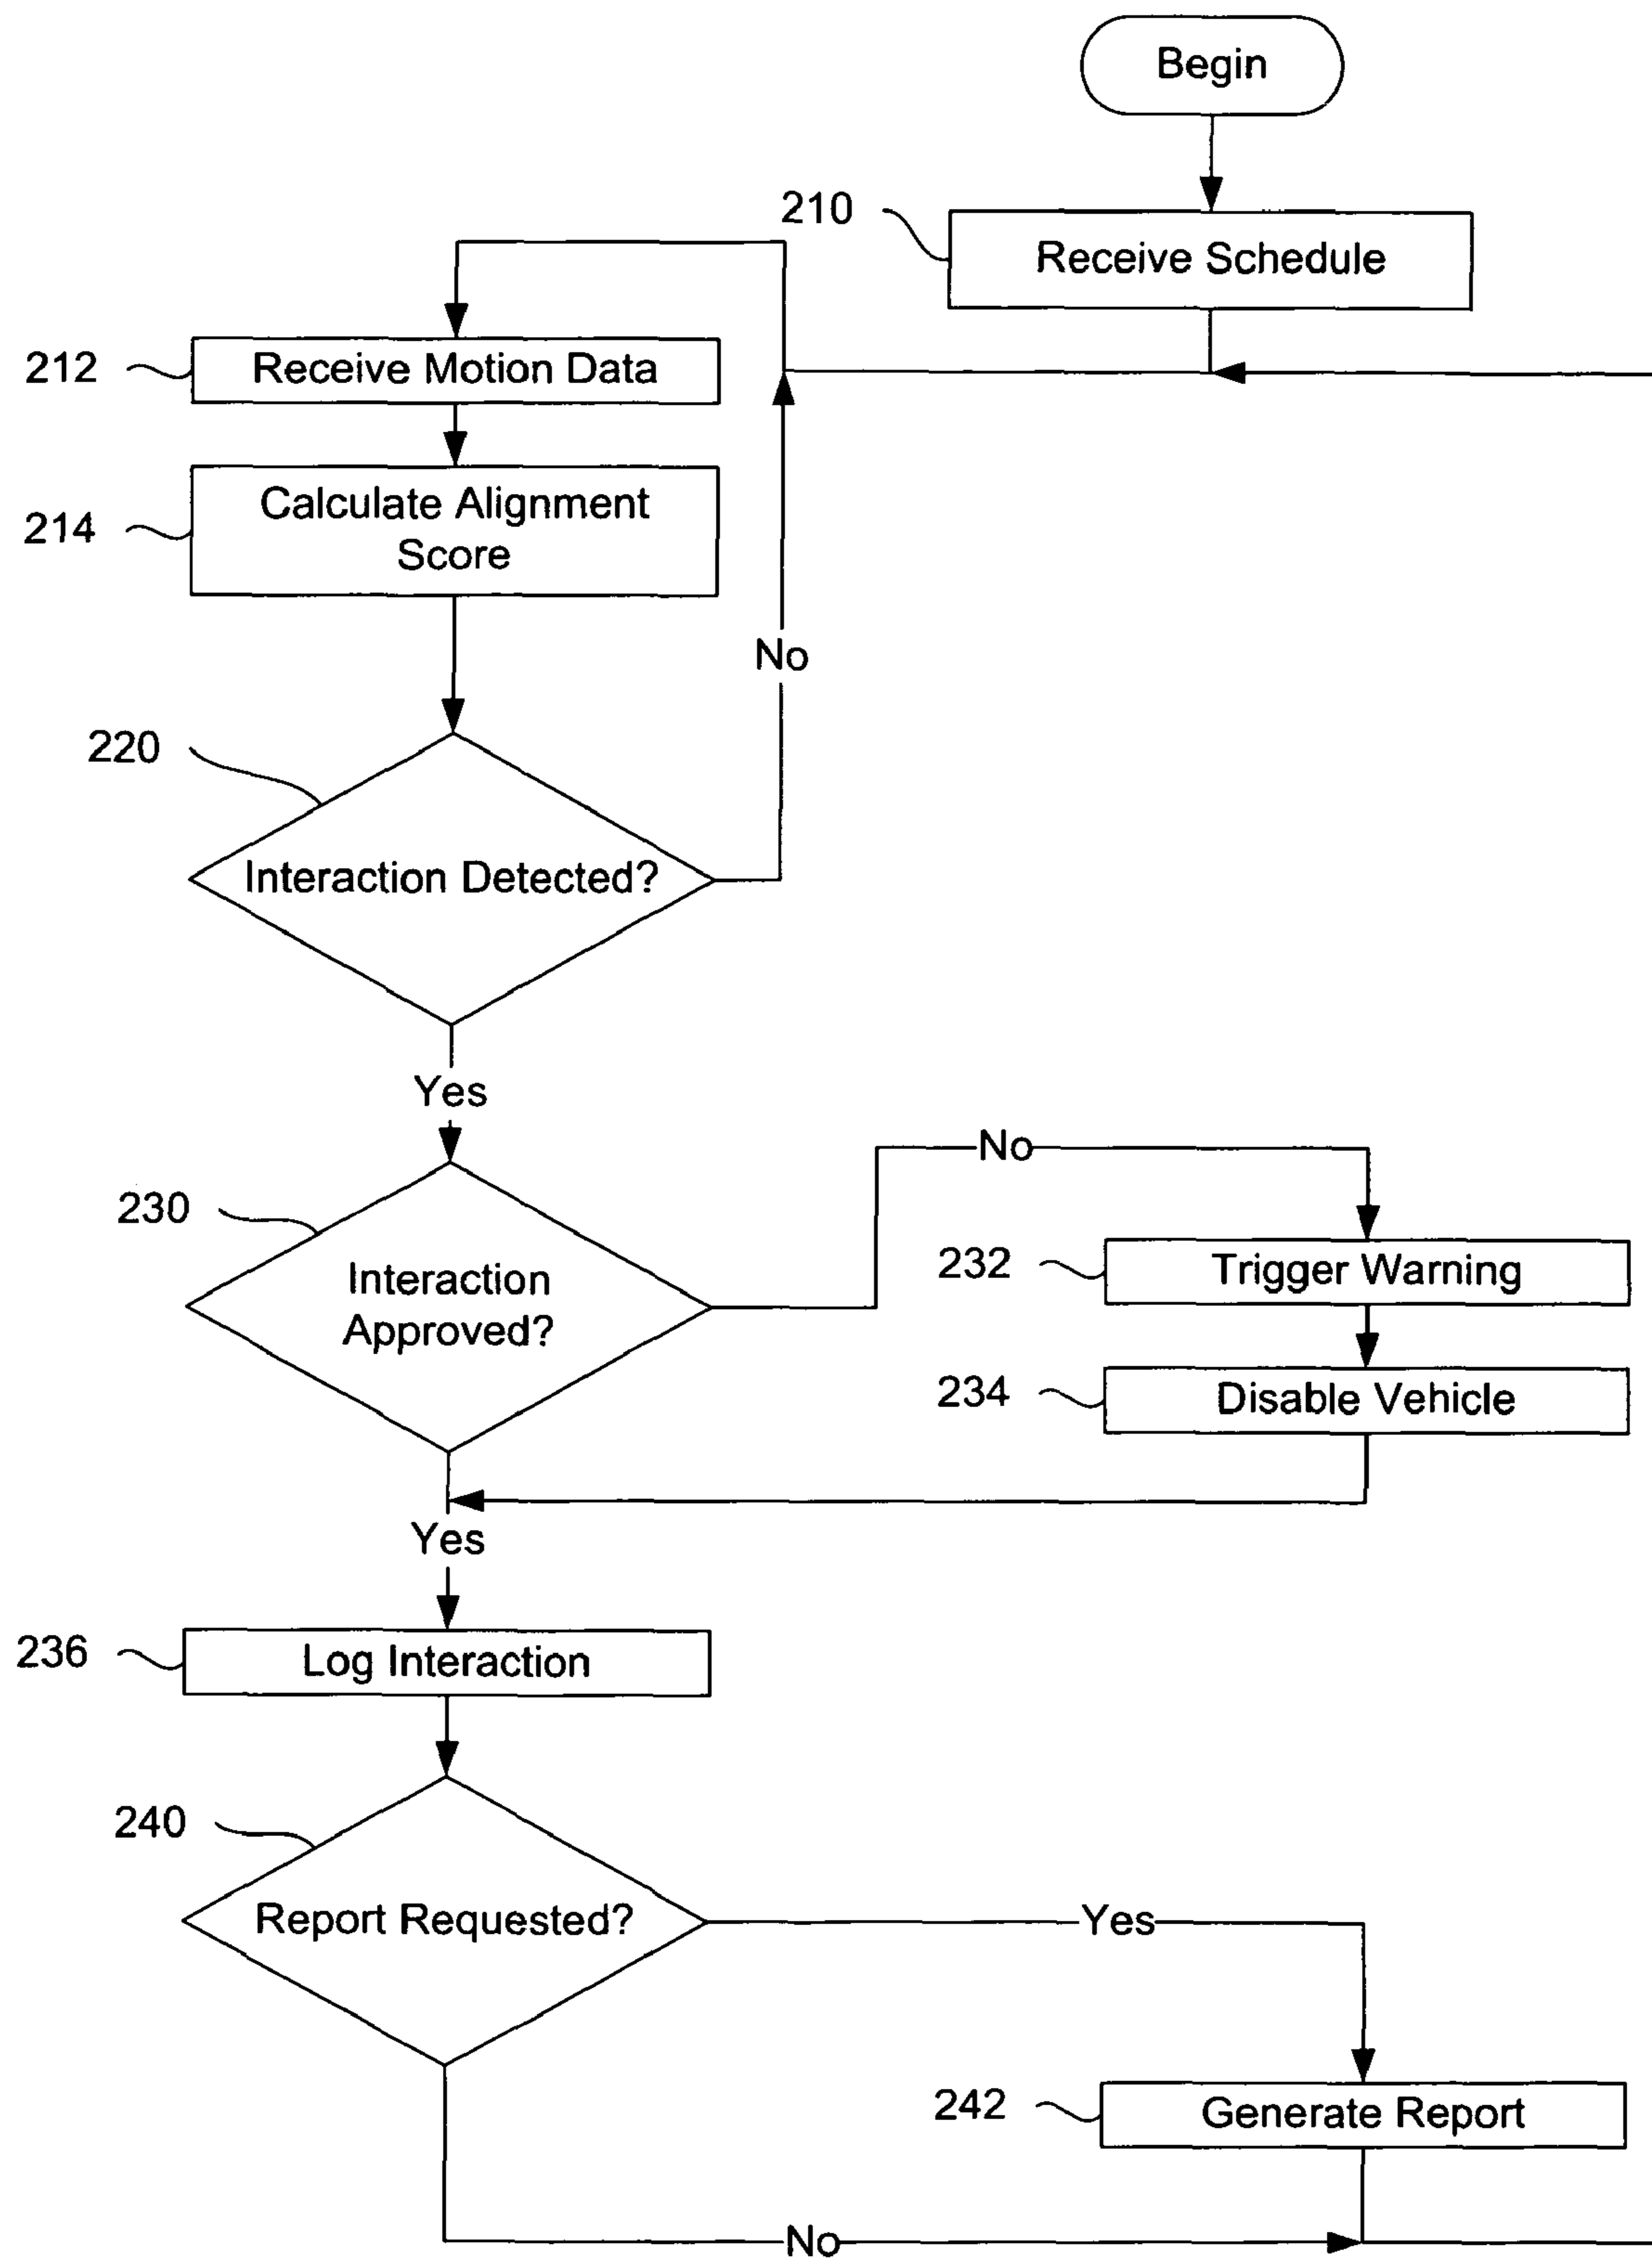 Begin
210
Receive Schedule
212
Receive Motion Data
214
Calculate Alignment
Score
No
220
Interaction Detected?
Yes
No
230
Interaction
Approved?
232
Trigger Warning
234
Disable Vehicle
Yes
236
Log Interaction
240
Report Requested?
Yes
242
Generate Report
No